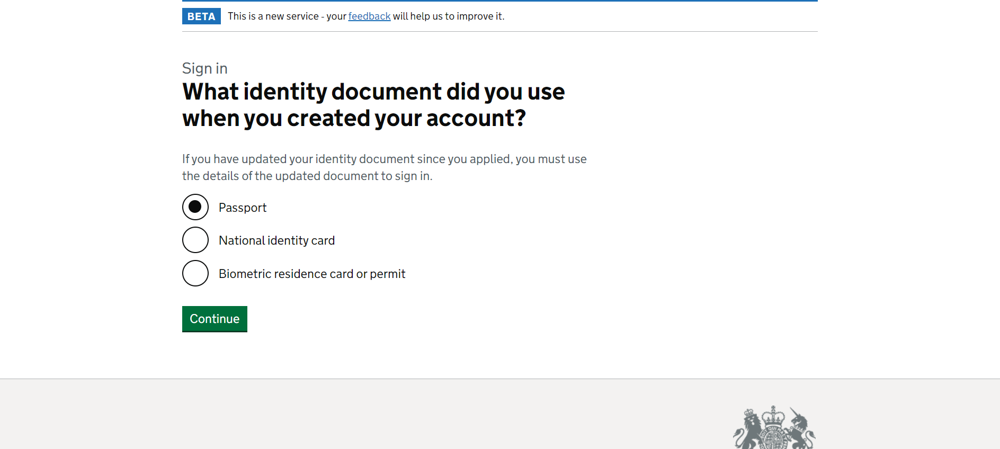 BETA This is a new service - your feedback will help us to improve it.
Sign in
What identity document did you use
when you created your account?
If you have updated your identity document since you applied, you must use
the details of the updated document to sign in.
Passport
National identity card
Biometric residence card or permit
Continue